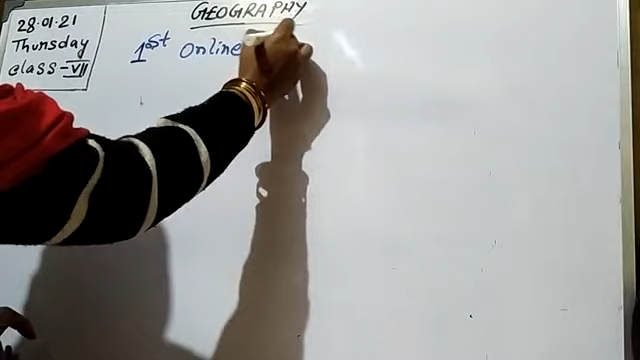 28.01.21
Thursday
class-VII
GEOGRAPHY
1st Online